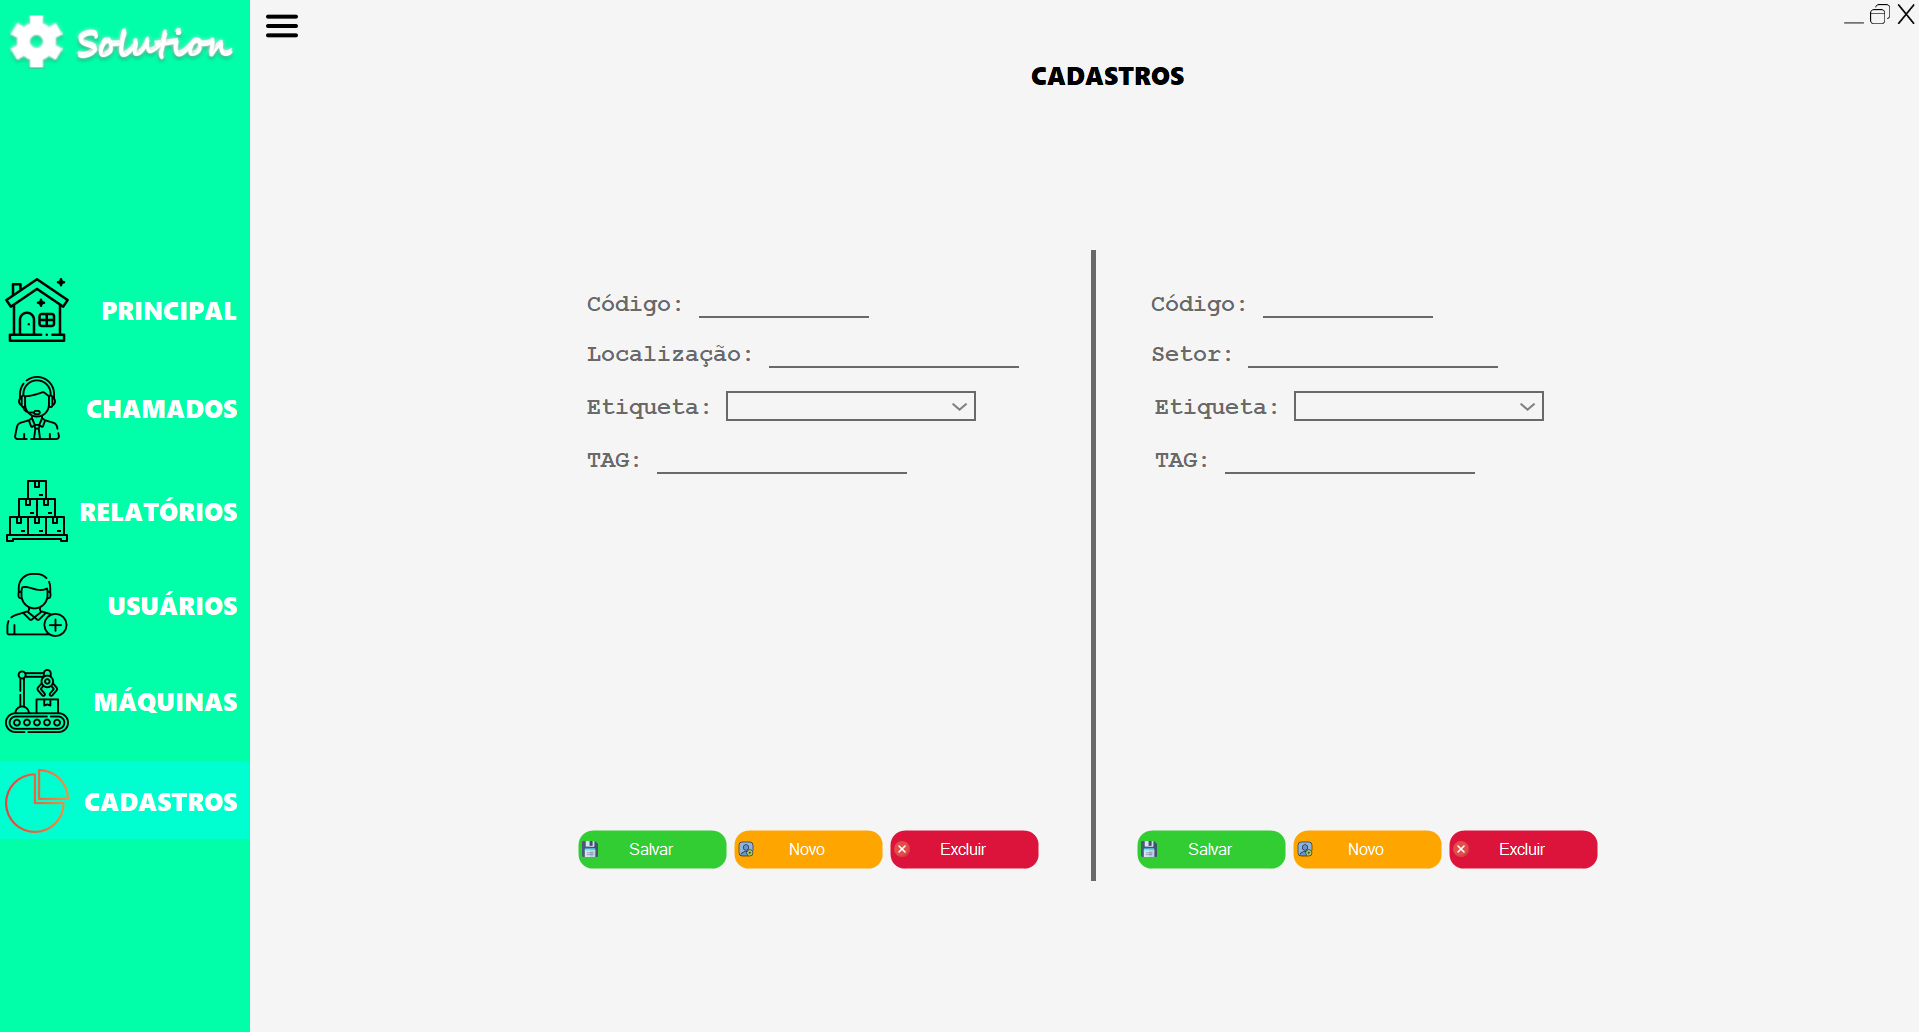 Solution
CADASTROS
PRINCIPAL
CHAMADOS
RELATÓRIOS
USUÁRIOS
MÁQUINAS
CADASTROS
Código:
Localização:
Etiqueta:
TAG:
Salvar
Novo
Excluir
Código:
Setor:
Etiqueta:
TAG:
Salvar
Novo
Excluir